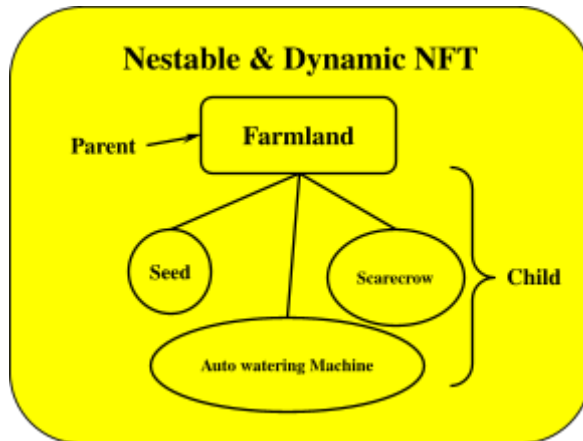 Nestable & Dynamic NFT
Farmland
Parent
Seed
Scarecrow
Child
Auto watering Machine